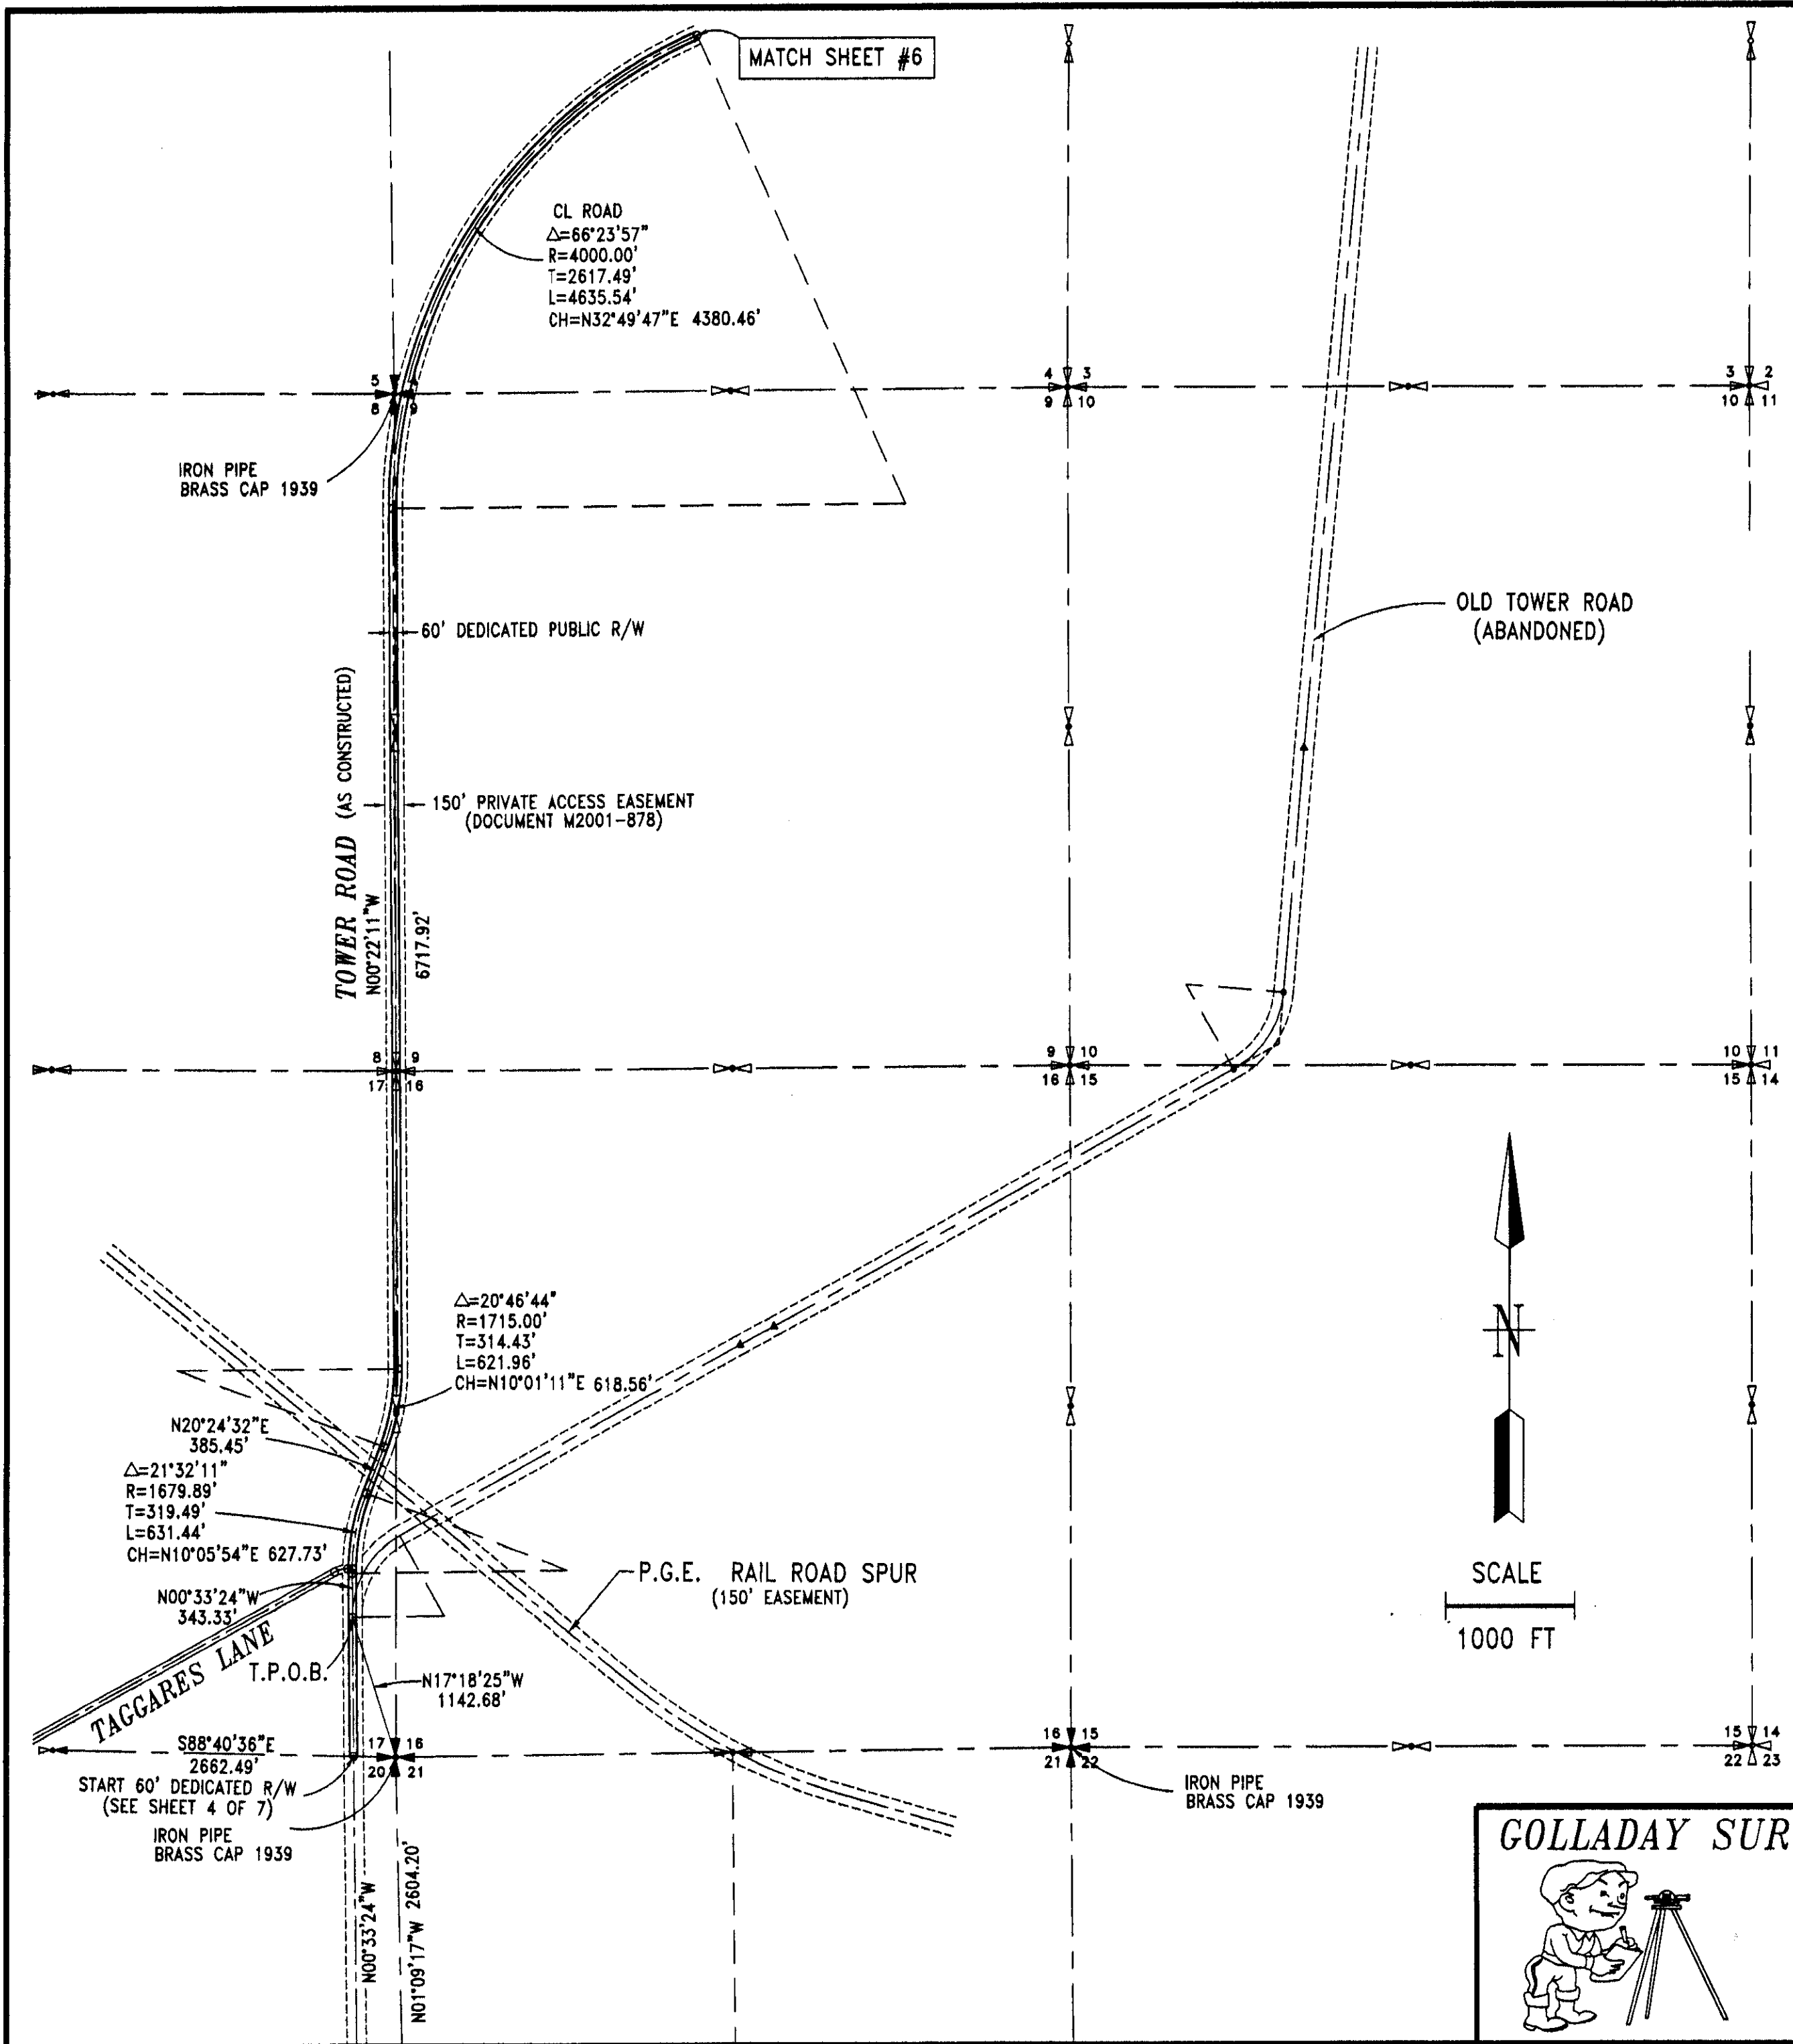 MATCH SHEET #6
CL ROAD
△=66°23'57"
R=4000.00'
T=2617.49'
L=4635.54'
CH=N32°49'47"E 4380.46'
5
8 9
4 3
9 10
3 2
10 11
IRON PIPE
BRASS CAP 1939
60' DEDICATED PUBLIC R/W
OLD TOWER ROAD
(ABANDONED)
TOWER ROAD (AS CONSTRUCTED)
N00°22'11"W
6717.92'
150' PRIVATE ACCESS EASEMENT
(DOCUMENT M2001-878)
8 9
17 16
9 10
16 15
10 11
15 14
△=20°46'44"
R=1715.00'
T=314.43'
L=621.96'
CH=N10°01'11"E 618.56'
N
N20°24'32"E
385.45'
△=21°32'11"
R=1679.89'
T=319.49'
L=631.44'
CH=N10°05'54"E 627.73'
N00°33'24"W
343.33'
TAGGARES LANE
T.P.O.B.
P.G.E. RAIL ROAD SPUR
(150' EASEMENT)
SCALE
1000 FT
N17°18'25"W
1142.68'
S88°40'36"E
2662.49'
17 16
20 21
16 15
21 22
15 14
22 23
START 60' DEDICATED R/W
(SEE SHEET 4 OF 7)
IRON PIPE
BRASS CAP 1939
IRON PIPE
BRASS CAP 1939
N00°33'24"W
N01°09'17"W 2604.20'
GOLLADAY SUR